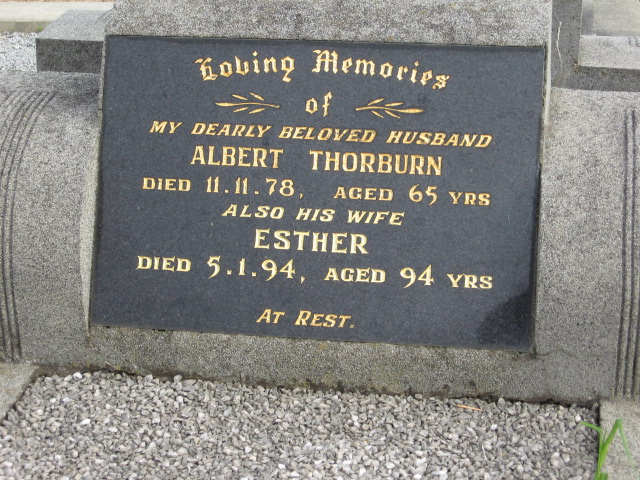 Loving Memories
of
MY DEARLY BELOVED HUSBAND
ALBERT THORBURN
DIED 11.11.78, AGED 65 YRS
ALSO HIS WIFE
ESTHER
DIED 5.1.94, AGED 94 YRS
AT REST.